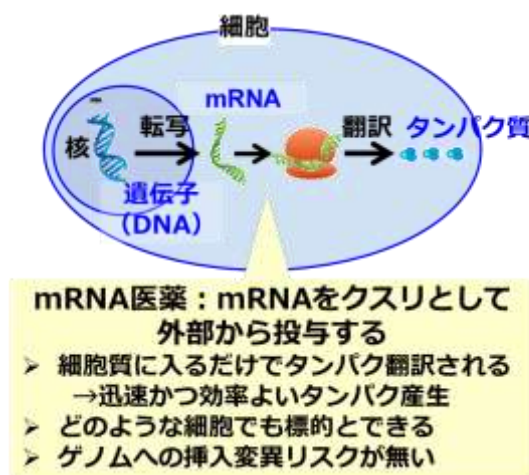 細胞
mRNA
転写
翻訳 タンパク質
核
遺伝子
(DNA)
mRNA医薬：mRNAをクスリとして
外部から投与する
➢ 細胞質に入るだけでタンパク翻訳される
→迅速かつ効率よいタンパク産生
➢ どのような細胞でも標的とできる
➢ ゲノムへの挿入変異リスクが無い